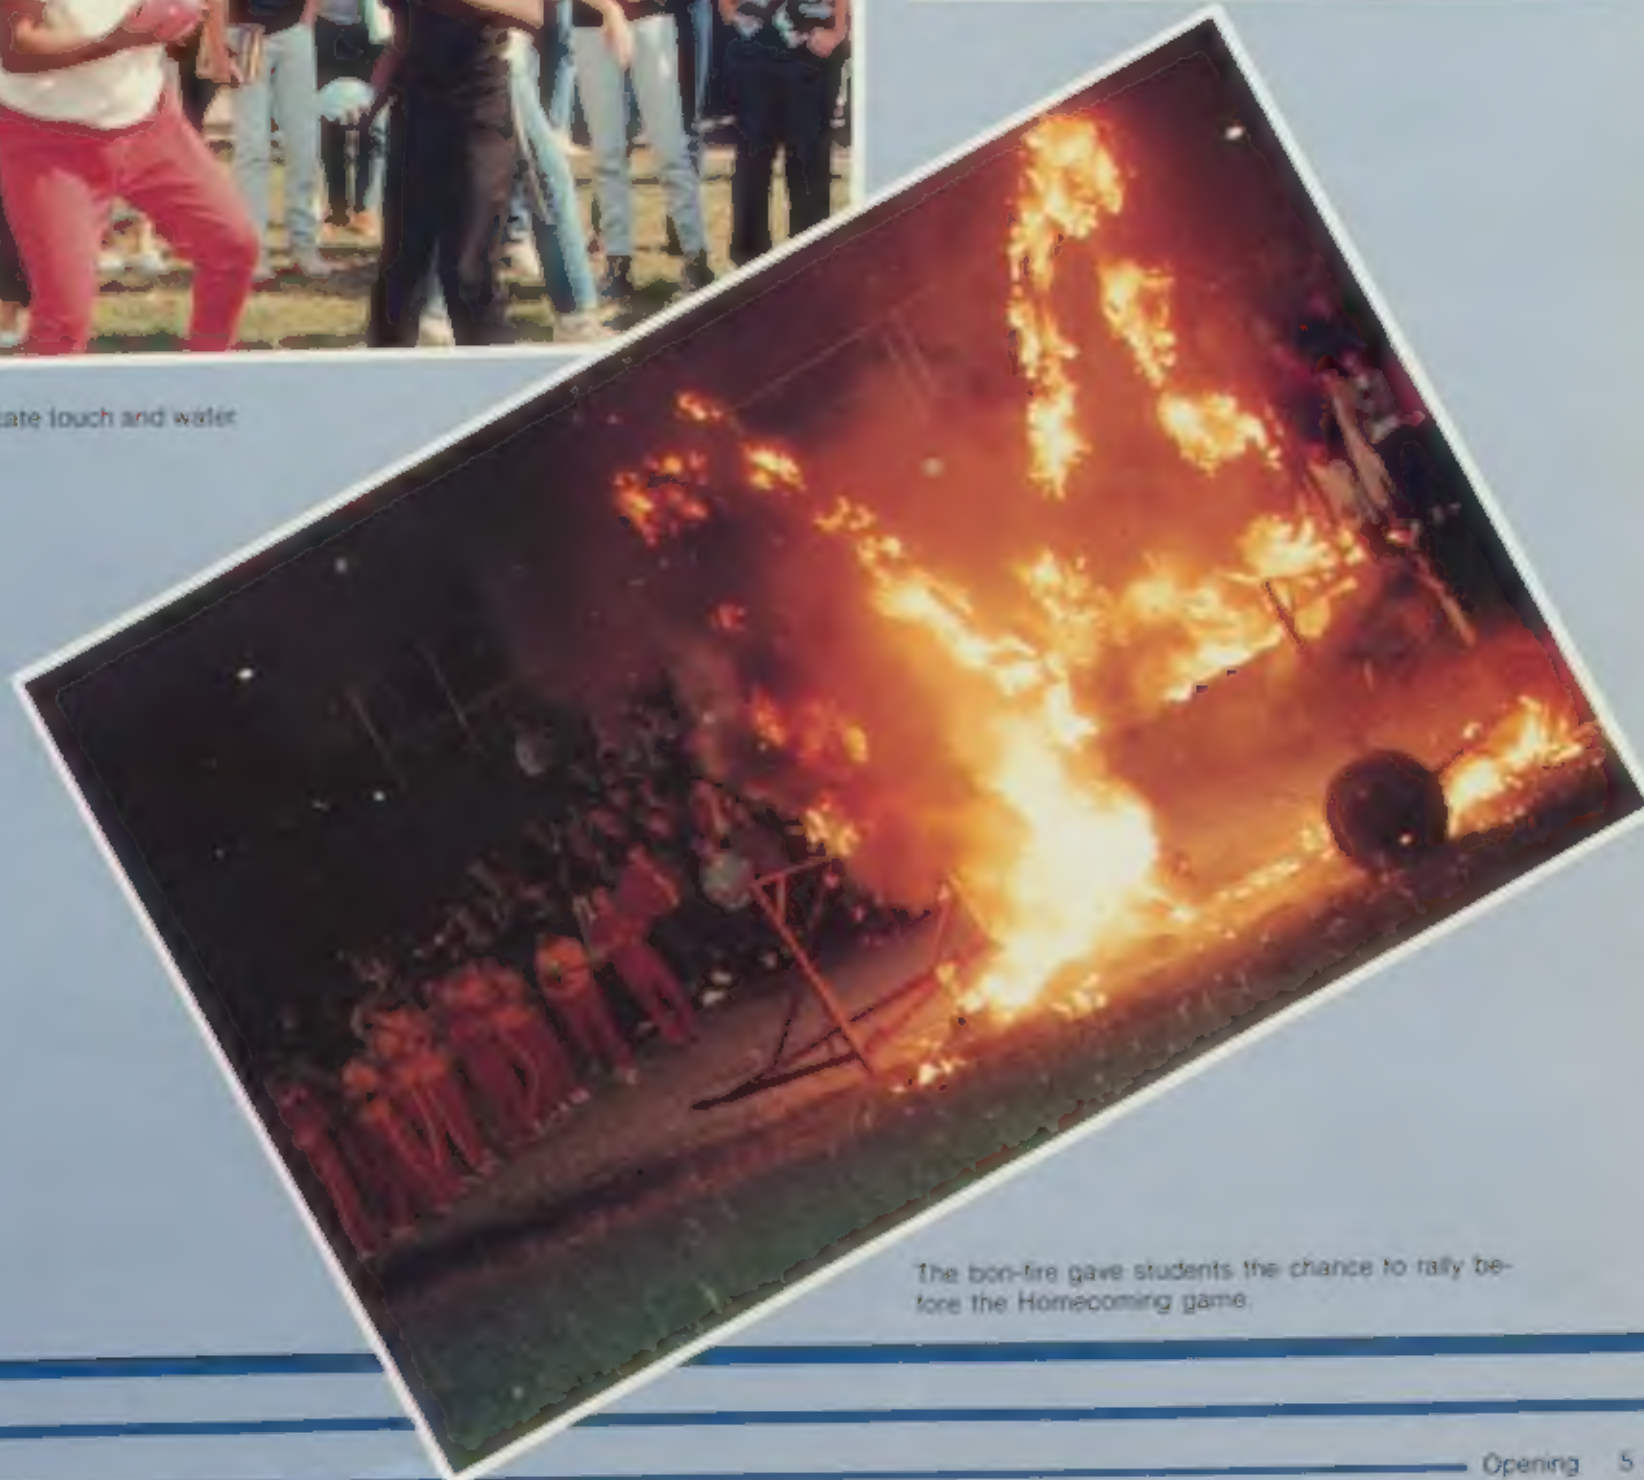 cate touch and water
The bon-fire gave students the chance to rally be-
fore the Homecoming game.
Opening 5